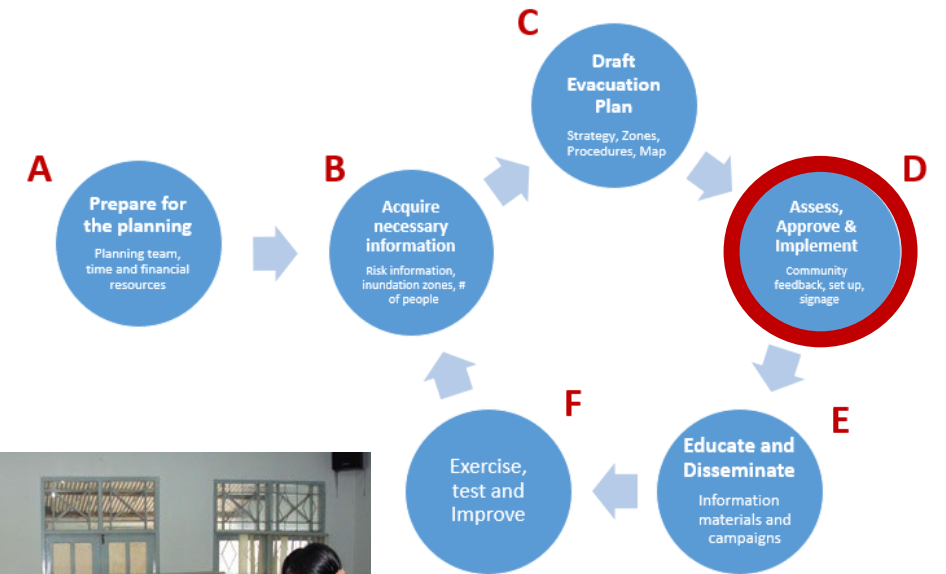 A
Prepare for
the planning
Planning team,
time and financial
resources
B
Acquire
necessary
information
Risk information,
inundation zones, #
of people
C
Draft
Evacuation
Plan
Strategy, Zones,
Procedures, Map
D
Assess,
Approve &
Implement
Community
feedback, set up,
signage
E
Educate and
Disseminate
Information
materials and
campaigns
F
Exercise,
test and
Improve